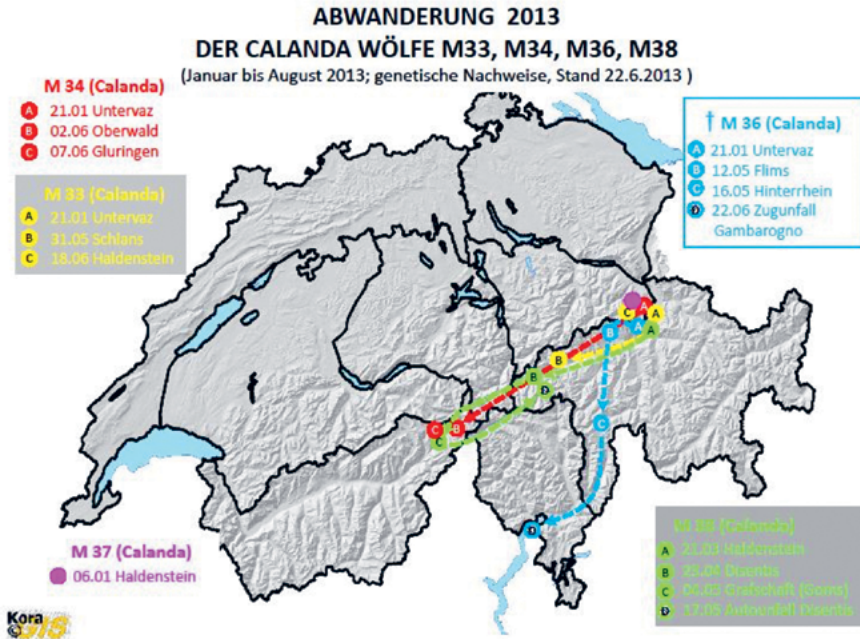 ABWANDERUNG 2013
DER CALANDA WÖLFE M33, M34, M36, M38
(Januar bis August 2013; genetische Nachweise, Stand 22.6.2013 )
M 34 (Calanda)
A 21.01 Untervaz
B 02.06 Oberwald
C 07.06 Gluringen
M 33 (Calanda)
A 21.01 Untervaz
B 31.05 Schlans
C 18.06 Haldenstein
† M 36 (Calanda)
A 21.01 Untervaz
B 12.05 Flims
C 16.05 Hinterrhein
D 22.06 Zugunfall
Gambarogno
C A A
B A A
B
B
D
C
C B
C
D
M 37 (Calanda)
06.01 Haldenstein
M (Calanda)
A 21.03 Haldenstein
B 29.04 Disentis
C Grafschaft (Goms)
D 17.05 Autounfall Disentis
Kora
© GIS